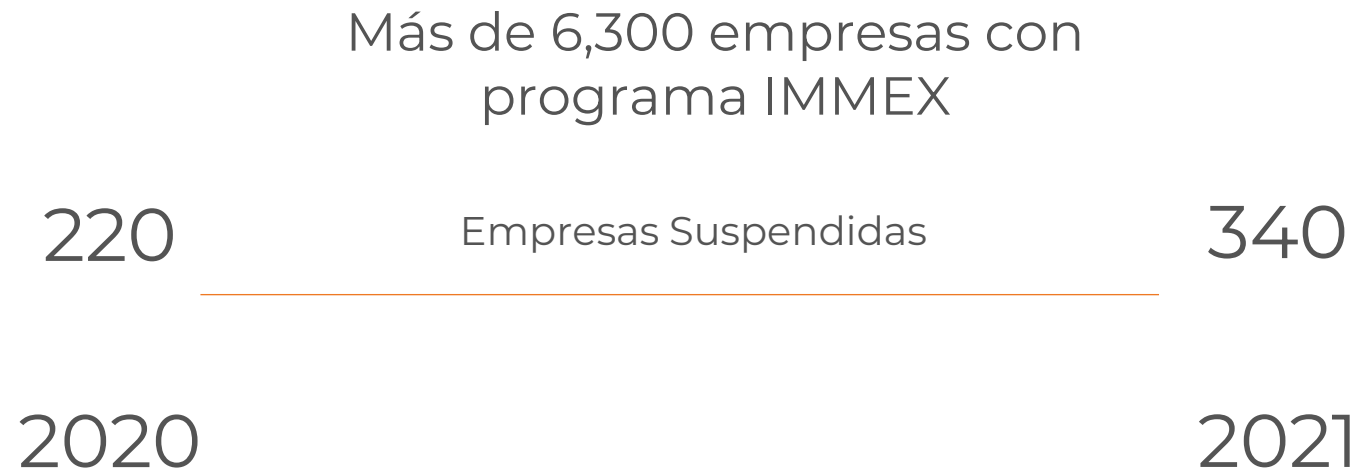 Más de 6,300 empresas con
programa IMMEX
220
Empresas Suspendidas
340
2020
2021